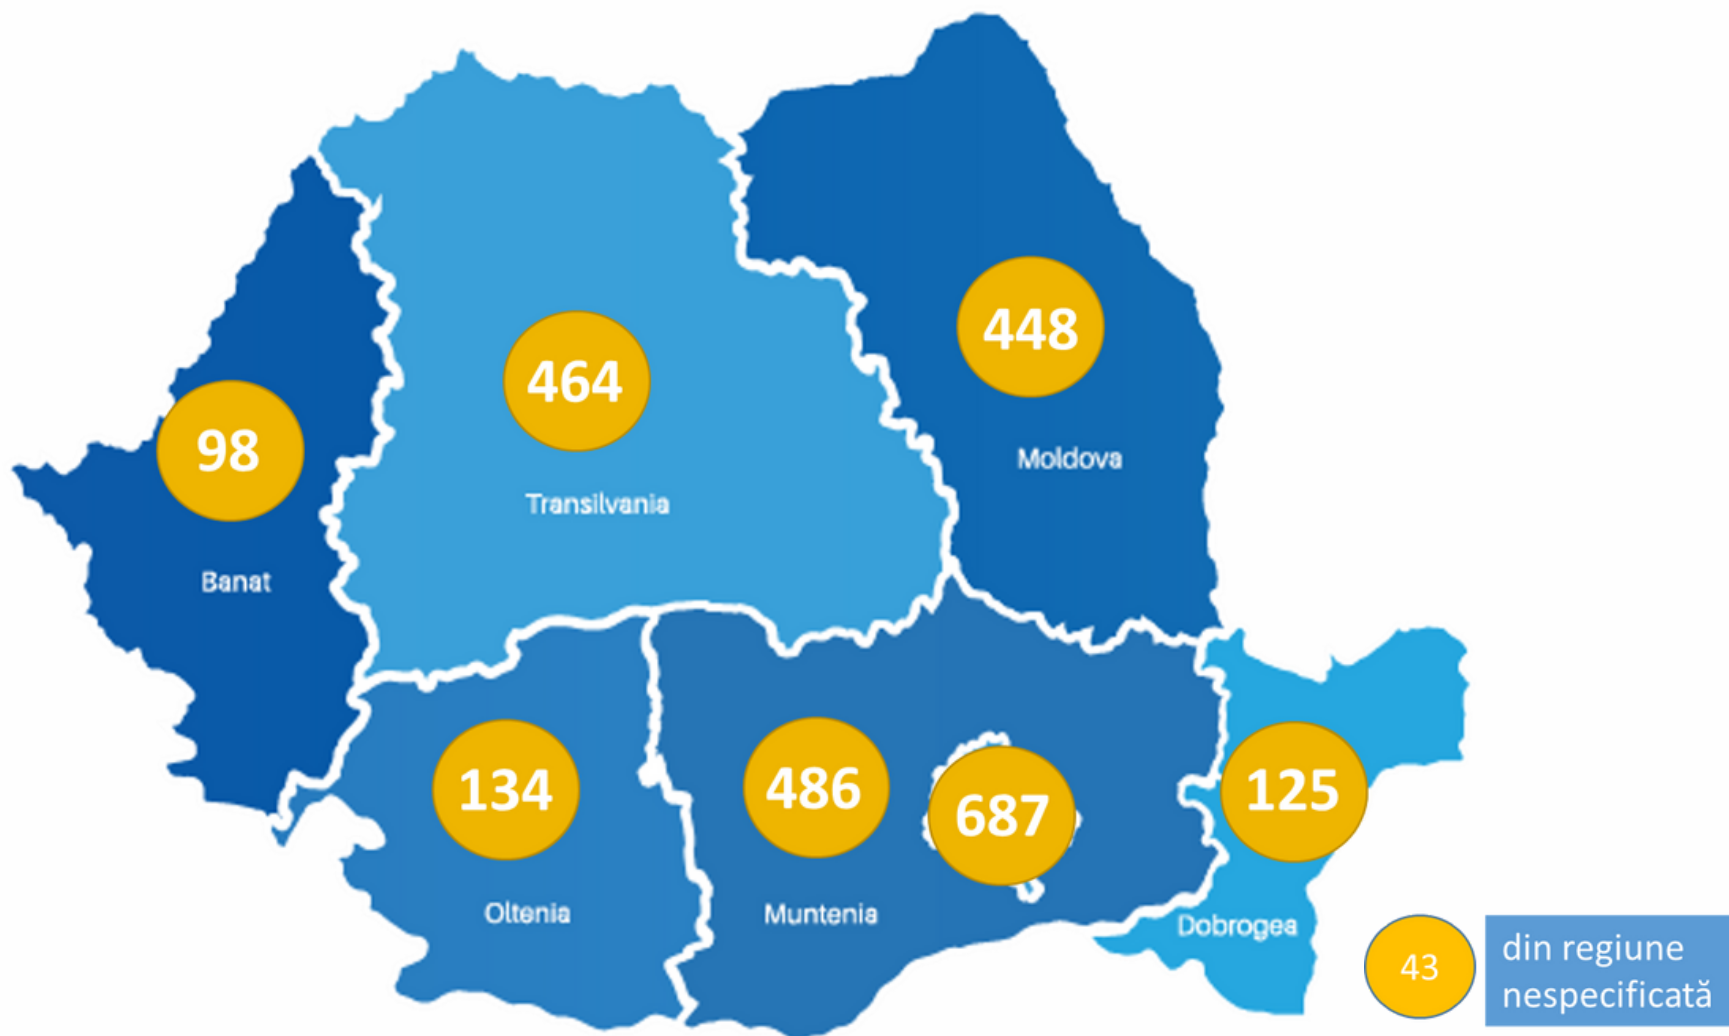 448
464
Moldova
98
Transilvania
Banat
134
486
687
125
Oltenia
Muntenia
Dobrogea
43
din regiune
nespecificată